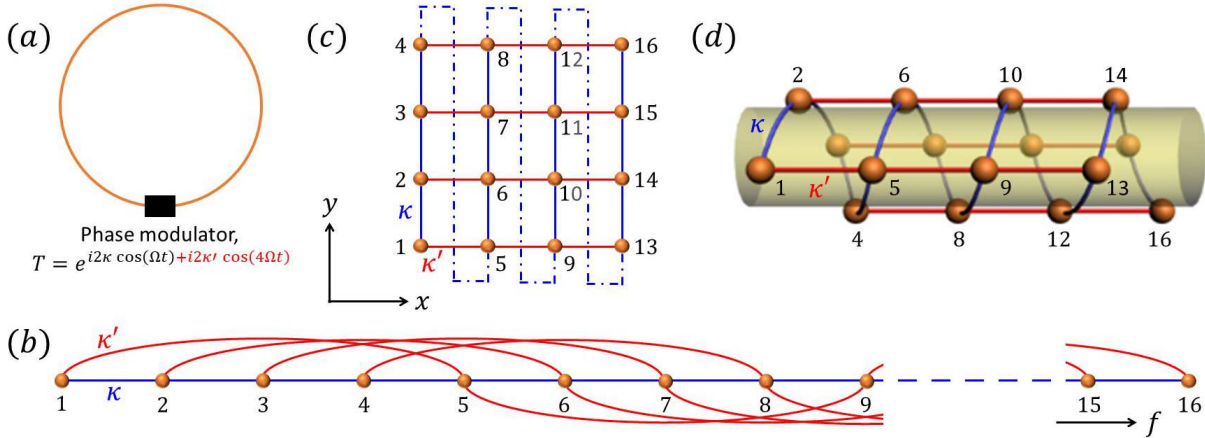 (a)
Phase modulator,
T = e^{i2κ cos(Ωt)+i2κ′ cos(4Ωt)}
(c)
4 8 12 16
3 7 11 15
2 6 10 14
κ
1 5 9 13
κ′
y
x
(d)
2 6 10 14
κ
1 κ′ 5 9 13
4 8 12 16
(b)
κ′
κ
1 2 3 4 5 6 7 8 9 15 16
f